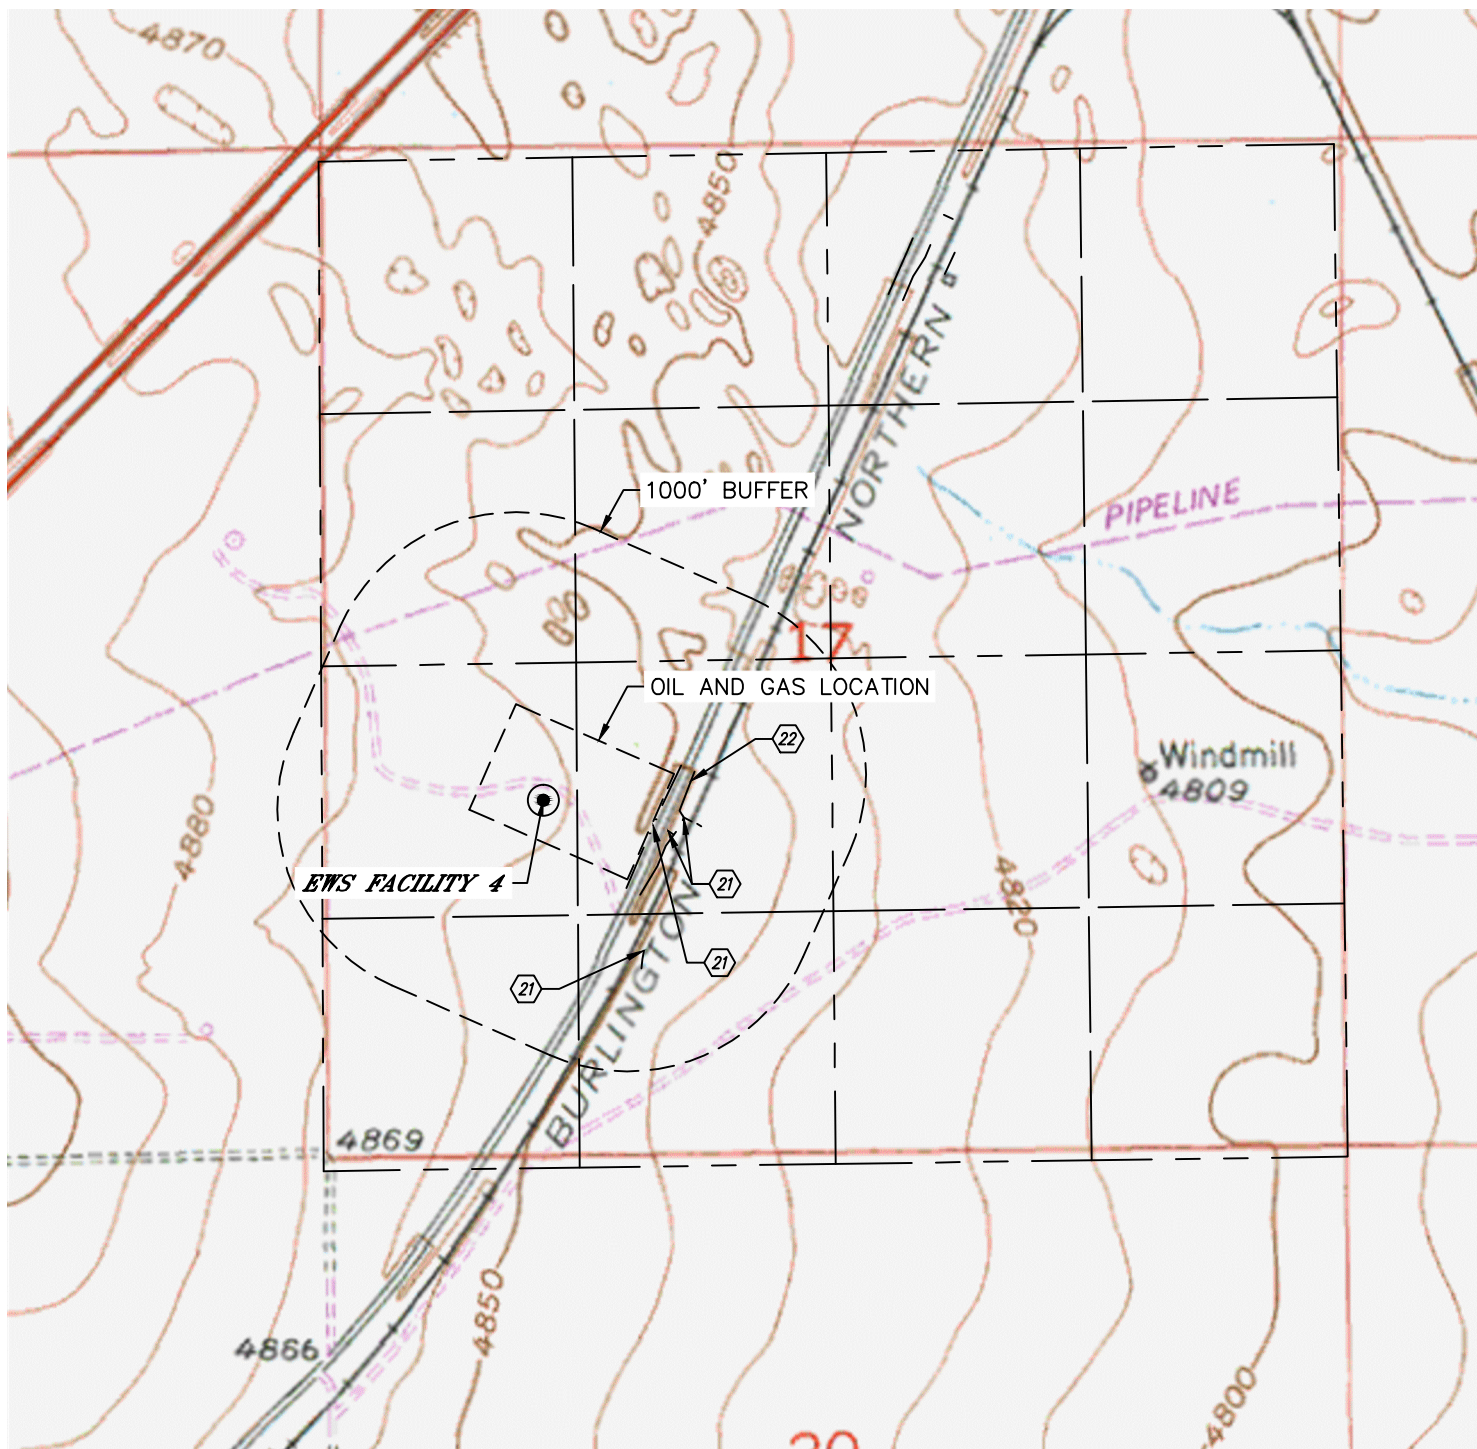 4870
4850
NORTHERN
1000' BUFFER
PIPELINE
17
OIL AND GAS LOCATION
22
Windmill
4809
4880
EWS FACILITY 4
21
4820
21
21
BURLINGTON
4869
4850
4866
4800